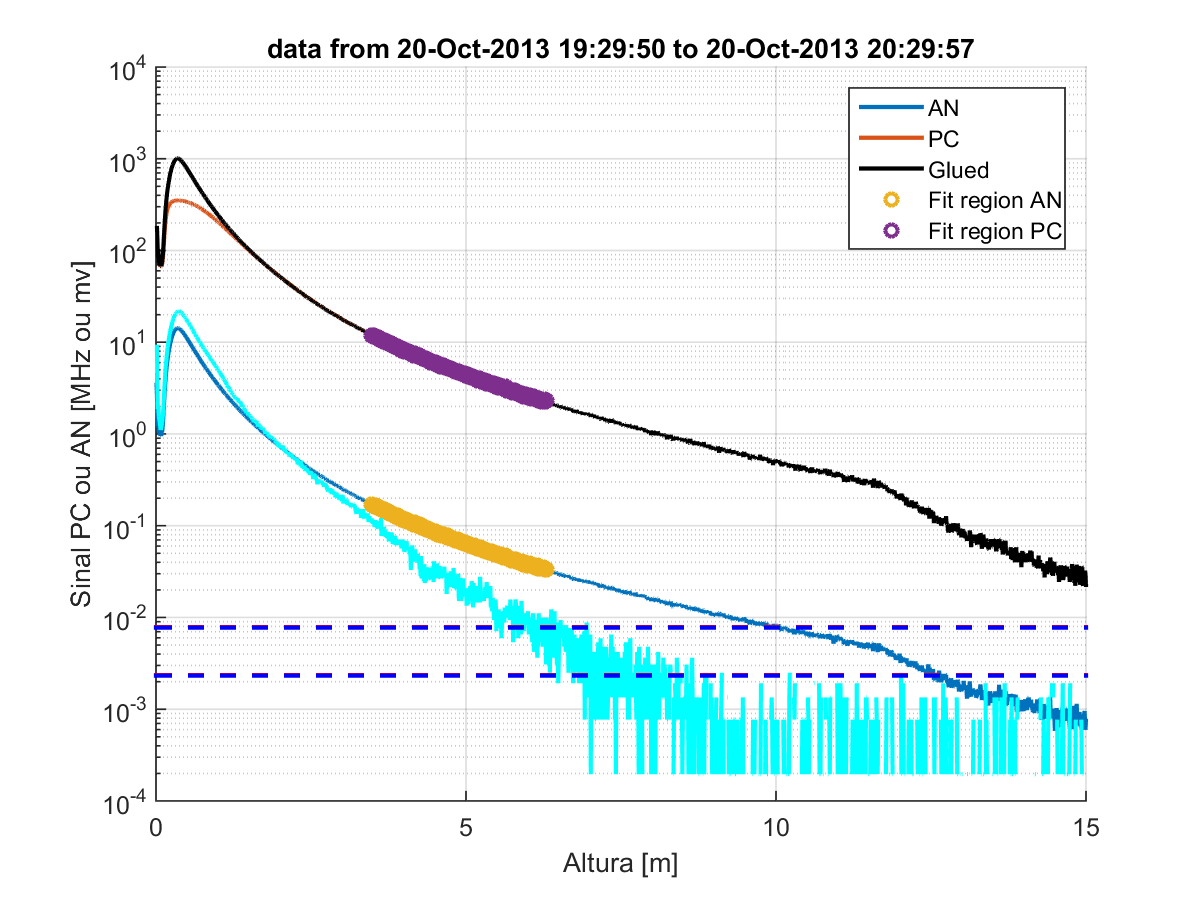 data from 20-Oct-2013 19:29:50 to 20-Oct-2013 20:29:57
10^4
10^3
10^2
10^1
10^0
10^-1
10^-2
10^-3
10^-4
Sinal PC ou AN [MHz ou mv]
AN
PC
Glued
Fit region AN
Fit region PC
0 5 10 15
Altura [m]